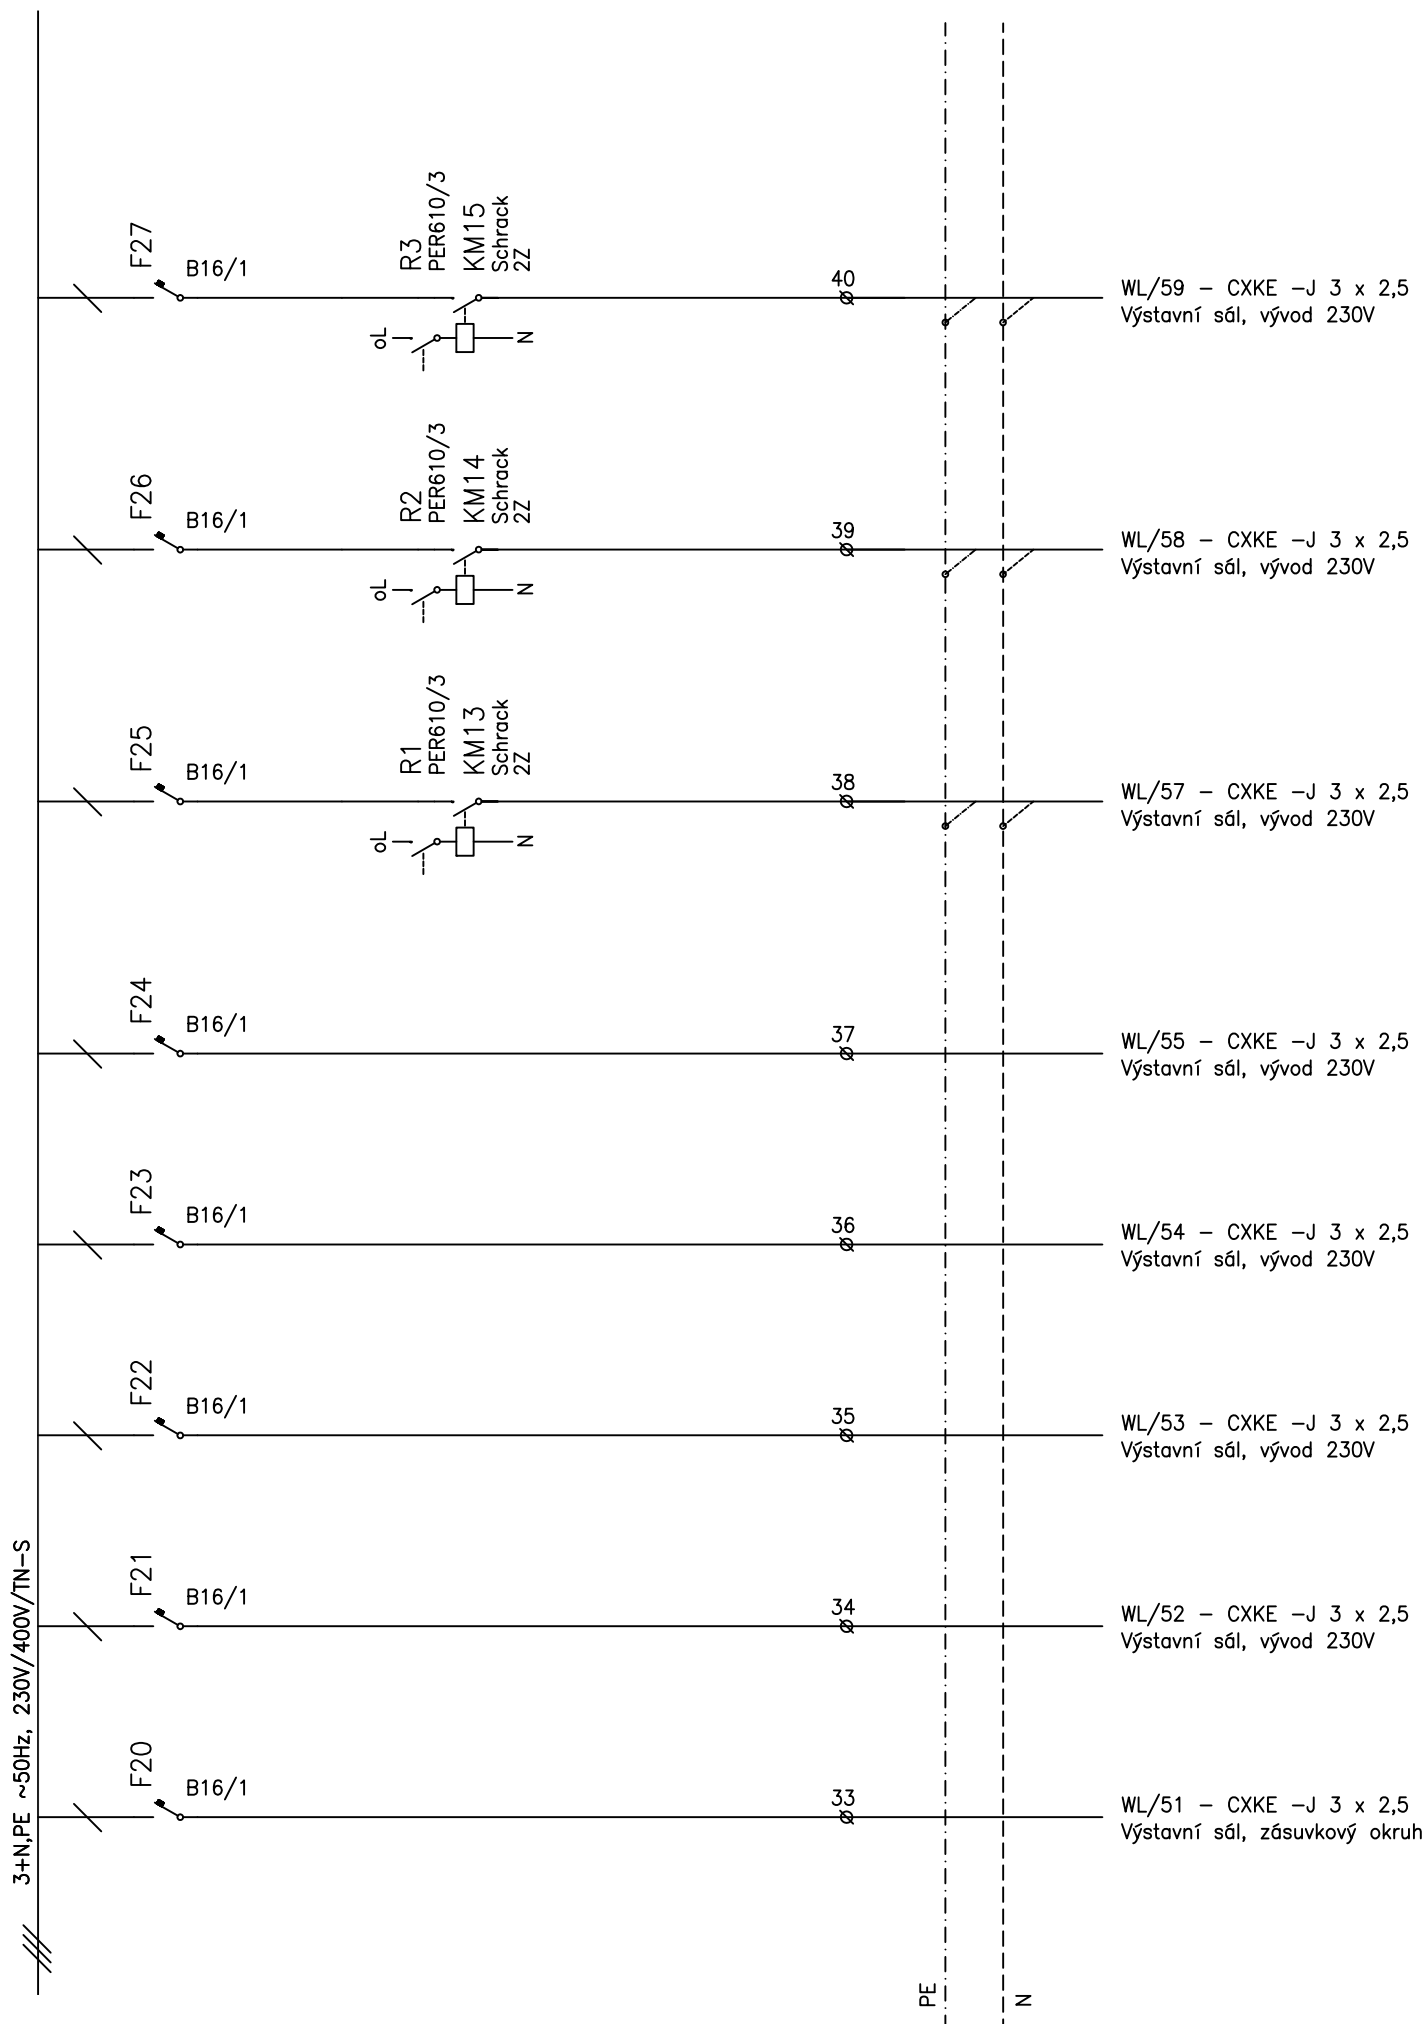 F27
B16/1
R3
PER610/3
KM15
Schrack
2Z
oL
N
40
WL/59 - CXKE -J 3 x 2,5
Výstavní sál, vývod 230V
F26
B16/1
R2
PER610/3
KM14
Schrack
2Z
oL
N
39
WL/58 - CXKE -J 3 x 2,5
Výstavní sál, vývod 230V
F25
B16/1
R1
PER610/3
KM13
Schrack
2Z
oL
N
38
WL/57 - CXKE -J 3 x 2,5
Výstavní sál, vývod 230V
F24
B16/1
37
WL/55 - CXKE -J 3 x 2,5
Výstavní sál, vývod 230V
F23
B16/1
36
WL/54 - CXKE -J 3 x 2,5
Výstavní sál, vývod 230V
F22
B16/1
35
WL/53 - CXKE -J 3 x 2,5
Výstavní sál, vývod 230V
F21
B16/1
34
WL/52 - CXKE -J 3 x 2,5
Výstavní sál, vývod 230V
F20
B16/1
33
WL/51 - CXKE -J 3 x 2,5
Výstavní sál, zásuvkový okruh
3+N,PE ~50Hz, 230V/400V/TN-S
PE
N